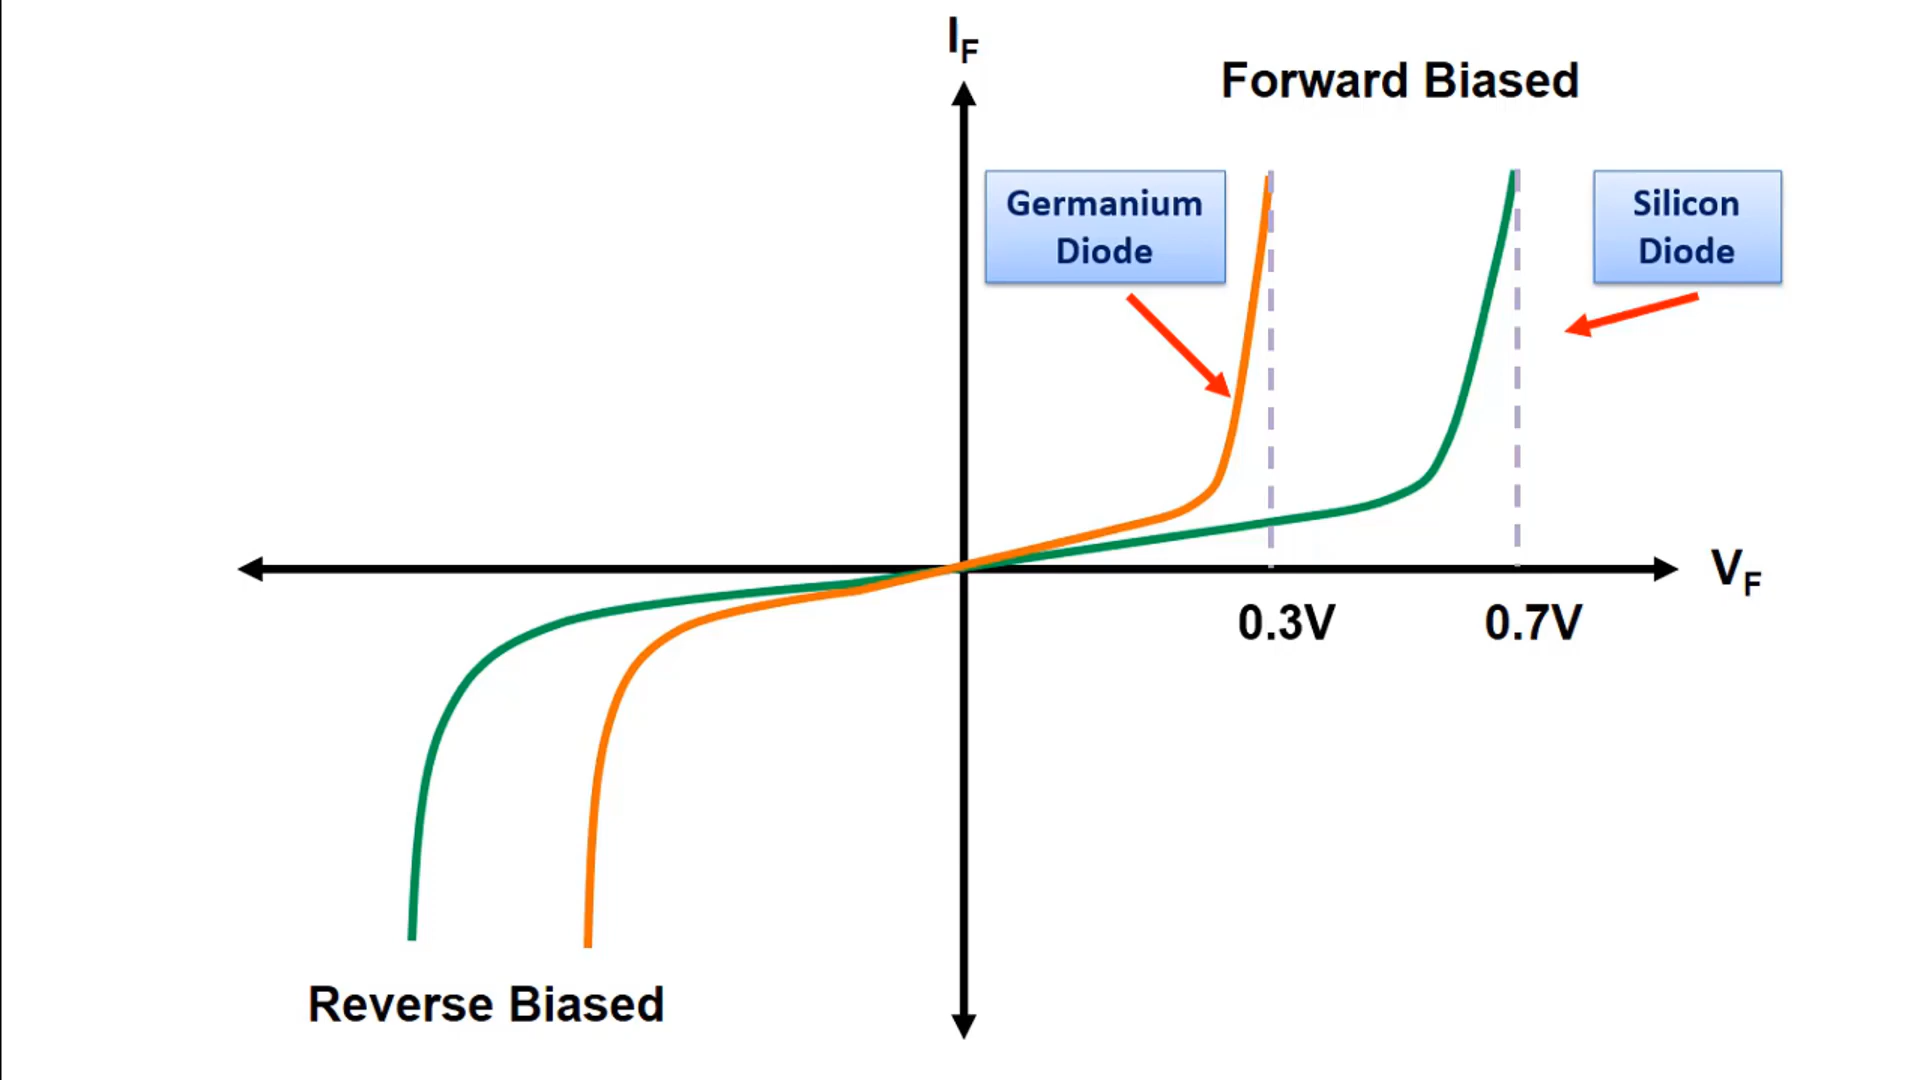 I_F
Forward Biased
Germanium
Diode
Silicon
Diode
V_F
0.3V
0.7V
Reverse Biased